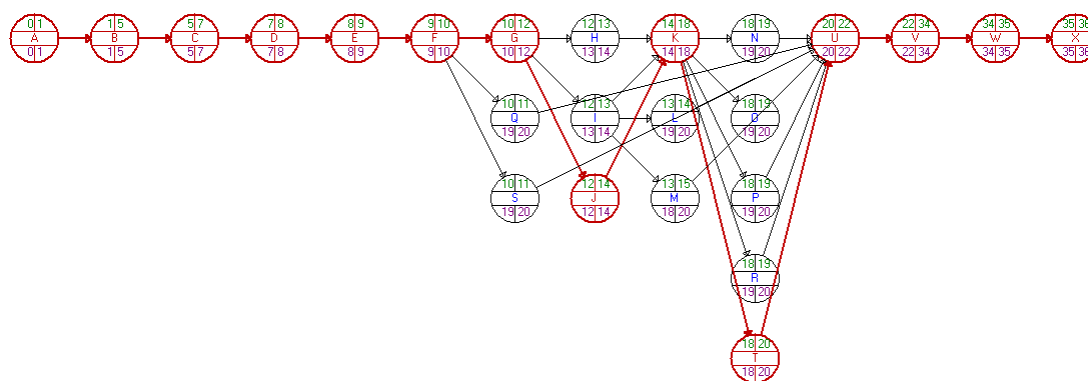 0 1 5 5 7 7 8 8 9 9 10 10 12 12 13 14 18 18 19 20 22 22 34 34 35 35 36
A B C D E F G H K N U V W X
0 1 1 5 5 7 7 8 8 9 9 10 10 12 13 14 14 18 19 20 20 22 22 34 34 35 35 36
10 11 12 13 13 14 18 19
Q I L O
19 20 13 14 19 20 19 20
10 11 12 14 13 15 18 19
S J M P
19 20 12 14 18 20 19 20
18 19
R
19 20
18 20
T
18 20